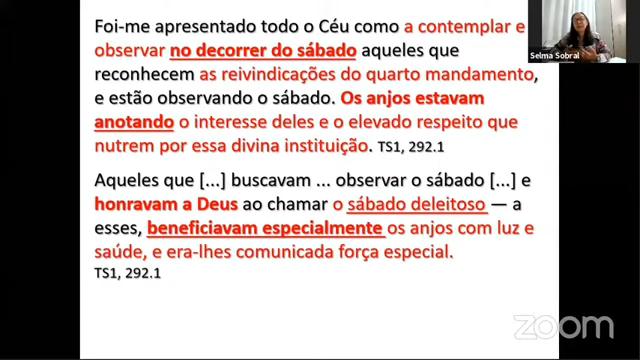 Foi-me apresentado todo o Céu como a contemplar e
observar no decorrer do sábado aqueles que
reconhecem as reivindicações do quarto mandamento,
e estão observando o sábado. Os anjos estavam
anotando o interesse deles e o elevado respeito que
nutrem por essa divina instituição. TS1, 292.1
Aqueles que [...] buscavam ... observar o sábado [...] e
honravam a Deus ao chamar o sábado deleitoso — a
esses, beneficiavam especialmente os anjos com luz e
saúde, e era-lhes comunicada força especial.
TS1, 292.1
Selma Sobral
zoom